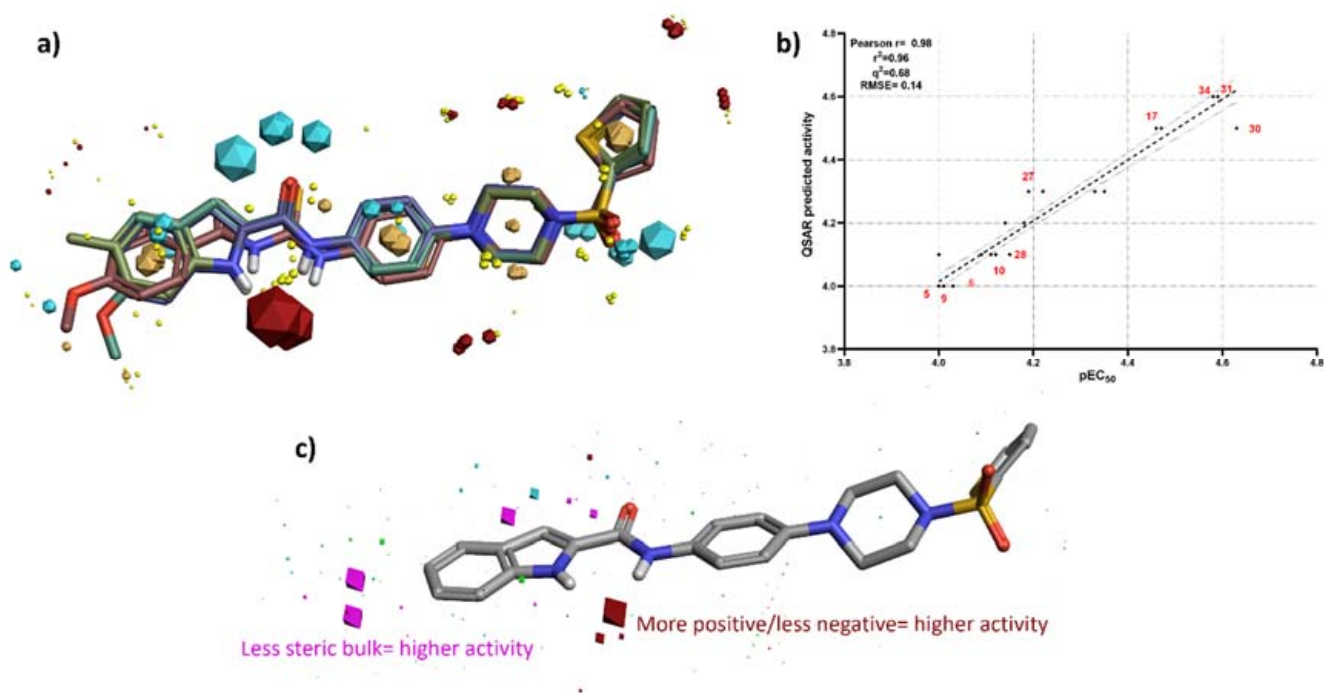 a)
b)
Pearson r= 0.98
r²=0.96
q²=0.68
RMSE= 0.14
QSAR predicted activity
4.8
4.6
4.4
4.2
4.0
3.8
34
31
17
30
27
28
10
6
5
9
3.8
4.0
4.2
4.4
4.6
4.8
pEC₅₀
c)
Less steric bulk= higher activity
More positive/less negative= higher activity